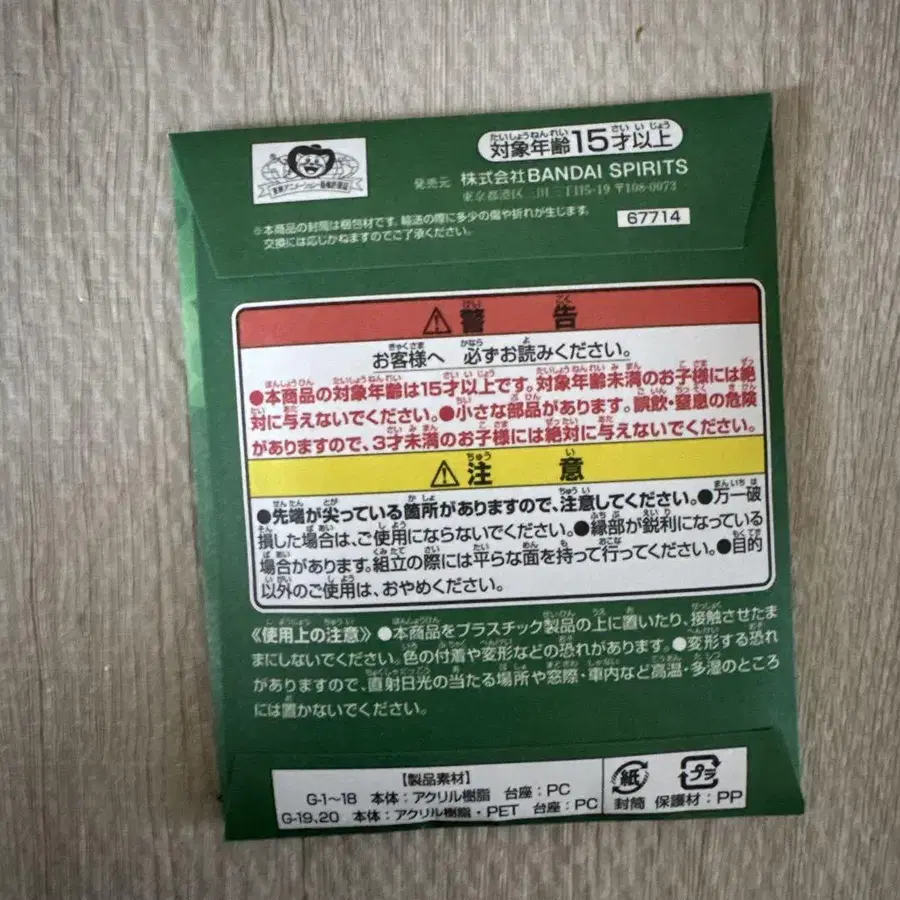 対象年齢15才以上
発売元 株式会社BANDAI SPIRITS
東京都港区三田三丁目5-19 〒108-0073
67714
※本商品の封筒は梱包材です。輸送の際に多少の傷や折れが生じます。
交換には応じかねますのでご了承ください。
⚠警告
お客様へ 必ずお読みください。
●本商品の対象年齢は15才以上です。対象年齢未満のお子様には絶
対に与えないでください。●小さな部品があります。誤飲・窒息の危険
がありますので、3才未満のお子様には絶対に与えないでください。
⚠注意
●先端が尖っている箇所がありますので、注意してください。●万一破
損した場合は、ご使用にならないでください。●縁部が鋭利になっている
場合があります。組立の際には平らな面を持って行ってください。●目的
以外のご使用は、おやめください。
《使用上の注意》●本商品をプラスチック製品の上に置いたり、接触させたま
まにしないでください。色の付着や変形などの恐れがあります。●変形する恐れ
がありますので、直射日光の当たる場所や窓際・車内など高温・多湿のところ
には置かないでください。
【製品素材】
G-1～18 本体：アクリル樹脂 台座：PC
G-19,20 本体：アクリル樹脂・PET 台座：PC
紙
封筒
プラ
保護材：PP